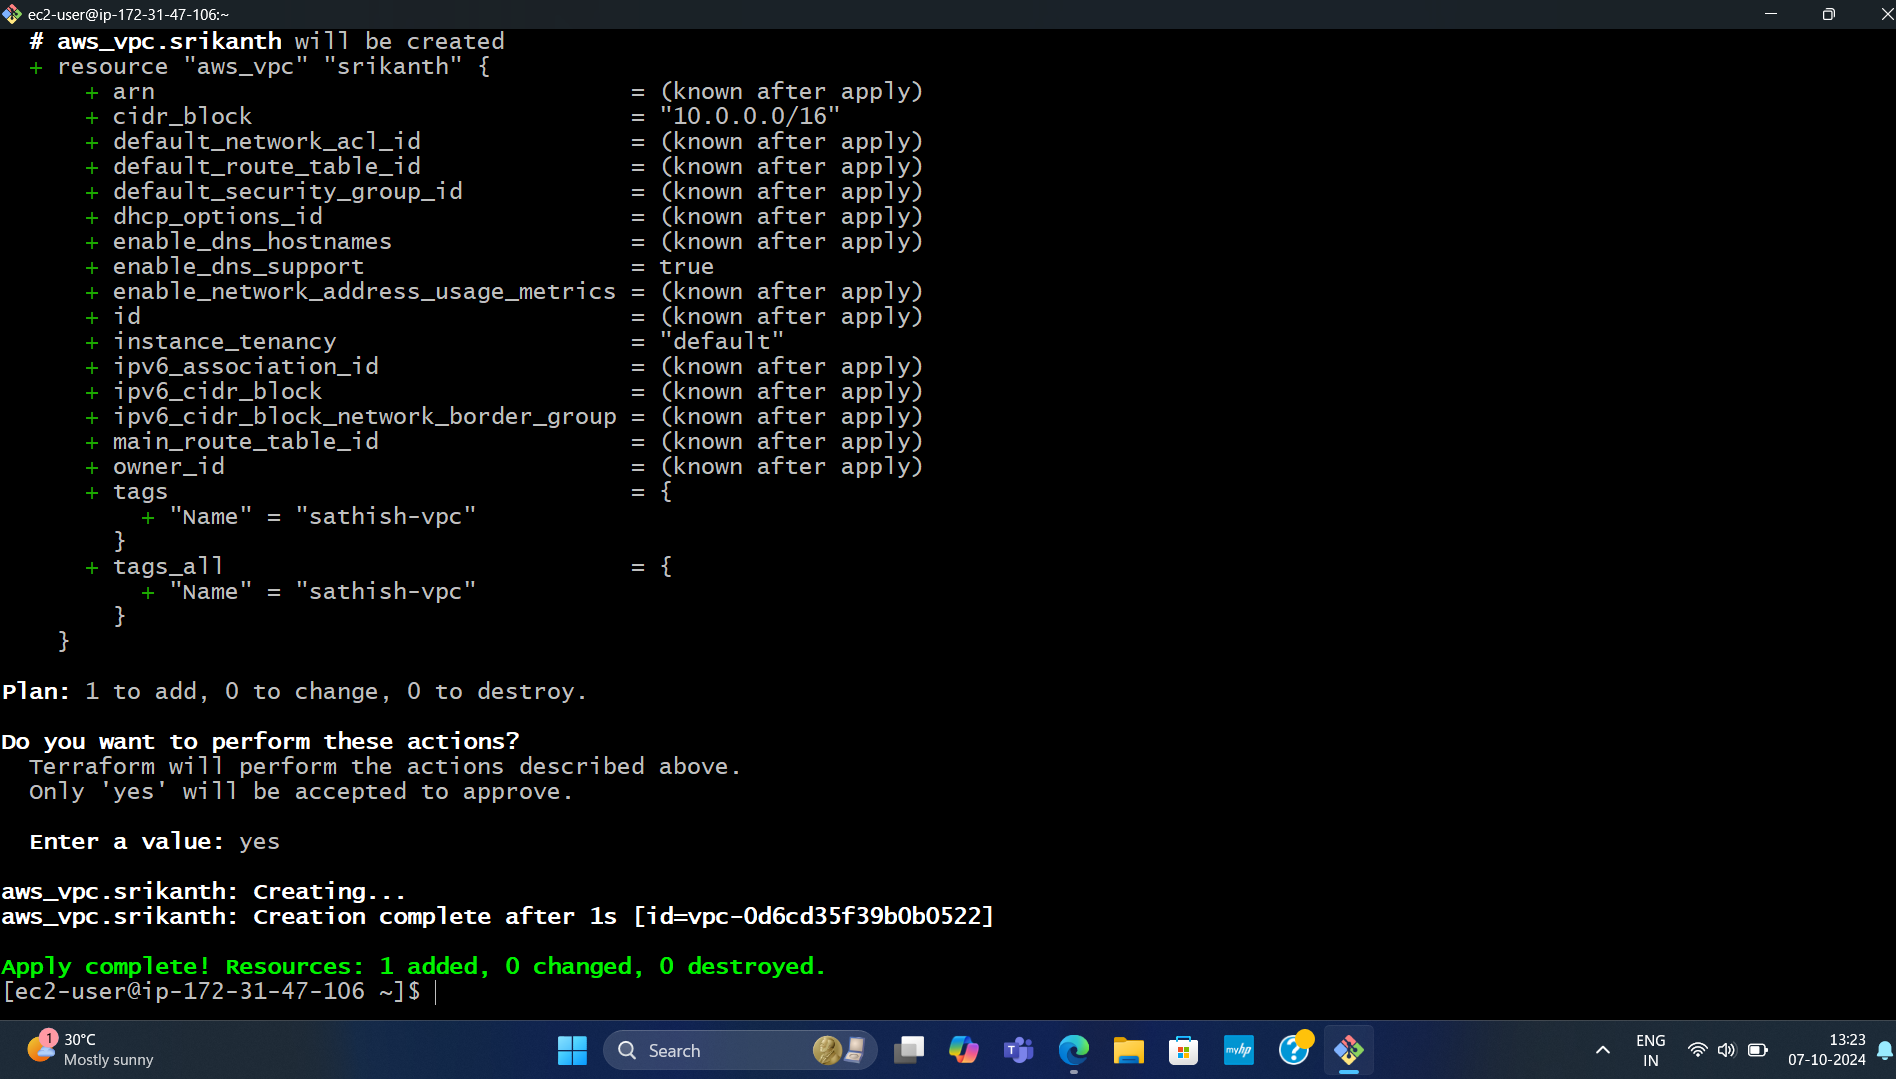 ec2-user@ip-172-31-47-106:~
# aws_vpc.srikanth will be created
+ resource "aws_vpc" "srikanth" {
+ arn = (known after apply)
+ cidr_block = "10.0.0.0/16"
+ default_network_acl_id = (known after apply)
+ default_route_table_id = (known after apply)
+ default_security_group_id = (known after apply)
+ dhcp_options_id = (known after apply)
+ enable_dns_hostnames = (known after apply)
+ enable_dns_support = true
+ enable_network_address_usage_metrics = (known after apply)
+ id = (known after apply)
+ instance_tenancy = "default"
+ ipv6_association_id = (known after apply)
+ ipv6_cidr_block = (known after apply)
+ ipv6_cidr_block_network_border_group = (known after apply)
+ main_route_table_id = (known after apply)
+ owner_id = (known after apply)
+ tags = {
+ "Name" = "sathish-vpc"
}
+ tags_all = {
+ "Name" = "sathish-vpc"
}
}
Plan: 1 to add, 0 to change, 0 to destroy.
Do you want to perform these actions?
Terraform will perform the actions described above.
Only 'yes' will be accepted to approve.
Enter a value: yes
aws_vpc.srikanth: Creating...
aws_vpc.srikanth: Creation complete after 1s [id=vpc-0d6cd35f39b0b0522]
Apply complete! Resources: 1 added, 0 changed, 0 destroyed.
[ec2-user@ip-172-31-47-106 ~]$
1
30°C
Mostly sunny
Search
T
myhp
?
ENG
IN
13:23
07-10-2024